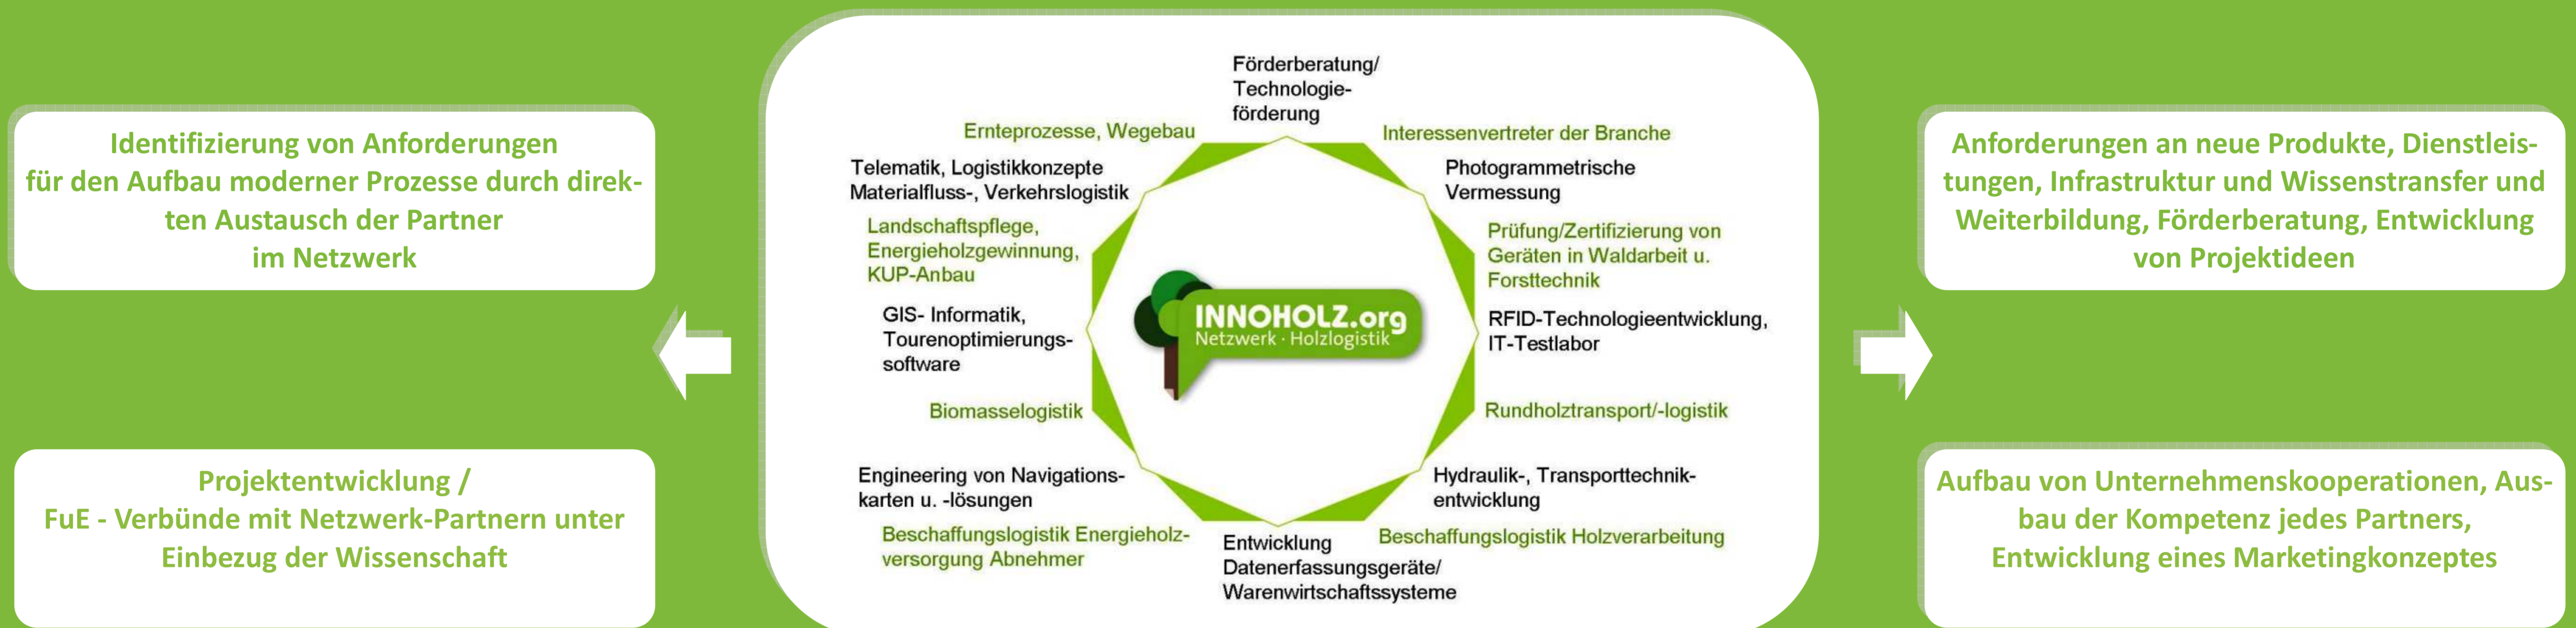 Identifizierung von Anforderungen
für den Aufbau moderner Prozesse durch direk-
ten Austausch der Partner
im Netzwerk
Projektentwicklung /
FuE - Verbünde mit Netzwerk-Partnern unter
Einbezug der Wissenschaft
Förderberatung/
Technologie-
förderung
Ernteprozesse, Wegebau
Interessenvertreter der Branche
Telematik, Logistikkonzepte
Materialfluss-, Verkehrslogistik
Photogrammetrische
Vermessung
Landschaftspflege,
Energieholzgewinnung,
KUP-Anbau
Prüfung/Zertifizierung von
Geräten in Waldarbeit u.
Forsttechnik
GIS- Informatik,
Tourenoptimierungs-
software
INNOHOLZ.org
Netzwerk · Holzlogistik
RFID-Technologieentwicklung,
IT-Testlabor
Biomasselogistik
Rundholztransport/-logistik
Engineering von Navigations-
karten u. -lösungen
Hydraulik-, Transporttechnik-
entwicklung
Beschaffungslogistik Energieholz-
versorgung Abnehmer
Entwicklung
Datenerfassungsgeräte/
Warenwirtschaftssysteme
Beschaffungslogistik Holzverarbeitung
Anforderungen an neue Produkte, Dienstleis-
tungen, Infrastruktur und Wissenstransfer und
Weiterbildung, Förderberatung, Entwicklung
von Projektideen
Aufbau von Unternehmenskooperationen, Aus-
bau der Kompetenz jedes Partners,
Entwicklung eines Marketingkonzeptes